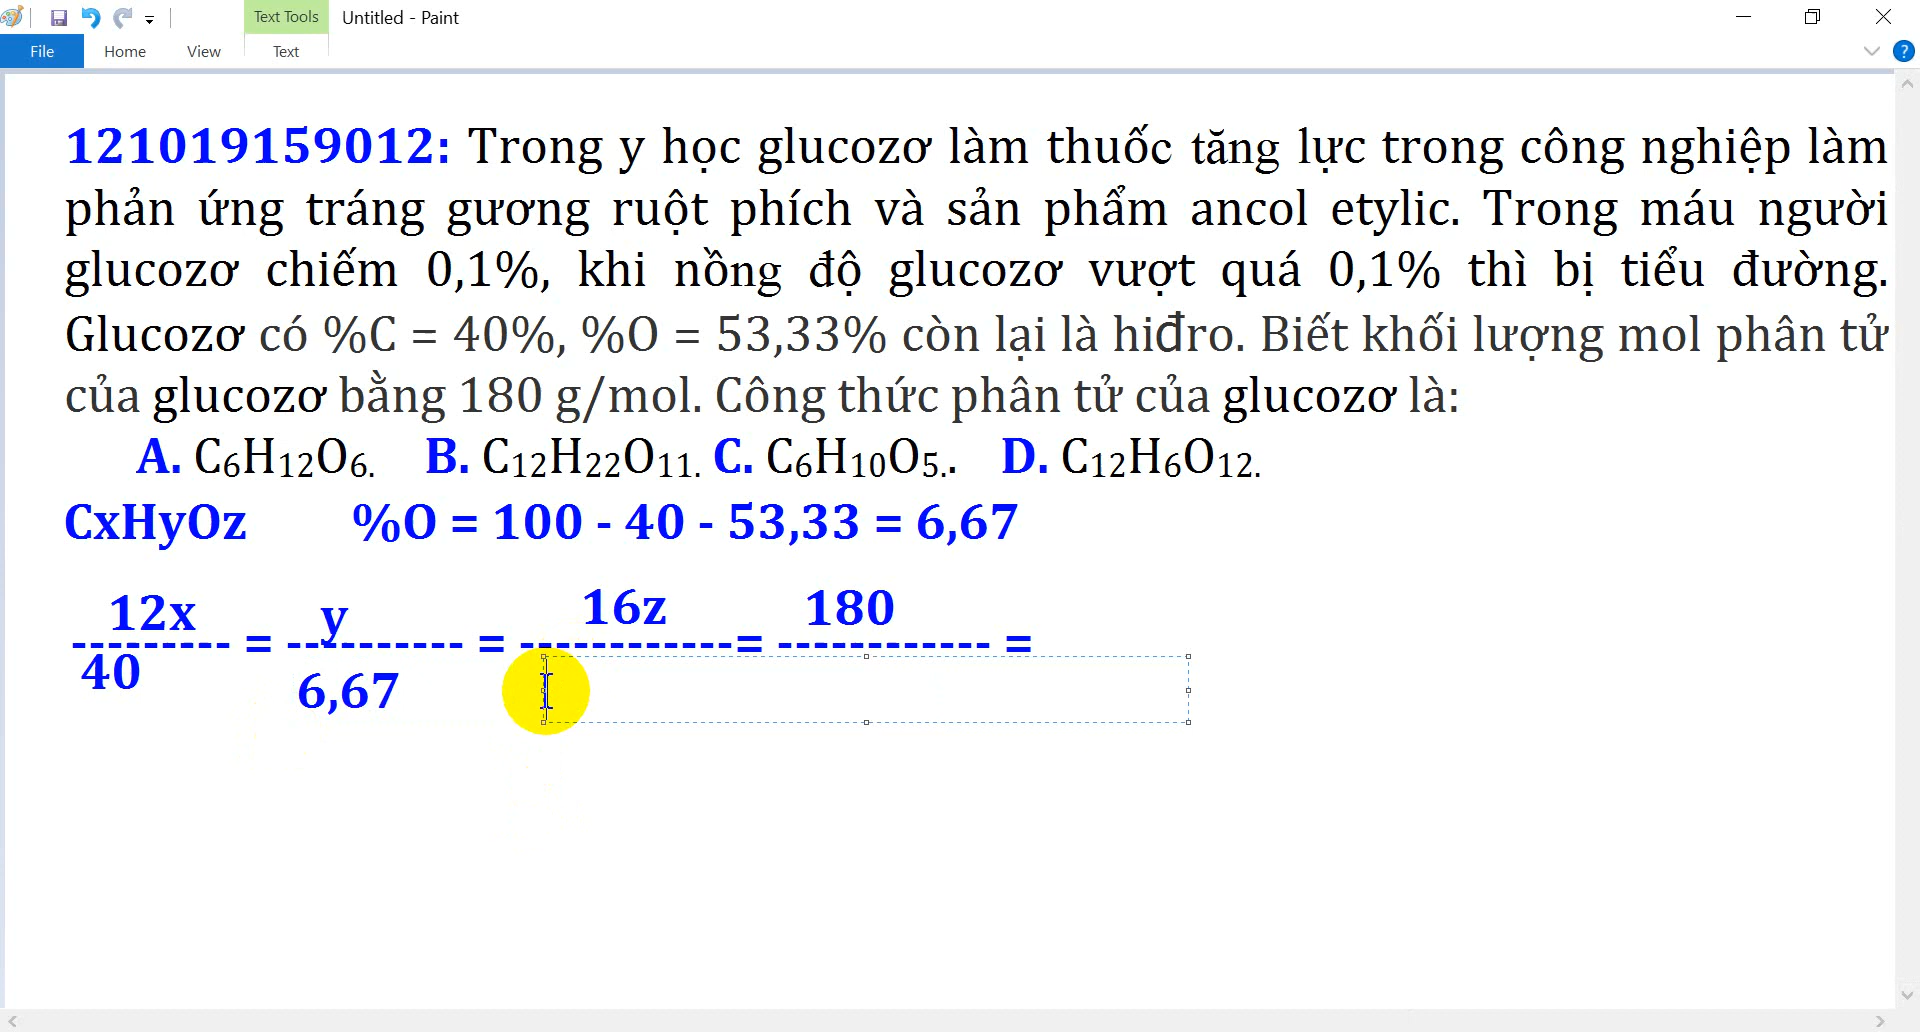 Text Tools Untitled - Paint
File Home View Text
121019159012: Trong y học glucozơ làm thuốc tăng lực trong công nghiệp làm
phản ứng tráng gương ruột phích và sản phẩm ancol etylic. Trong máu người
glucozơ chiếm 0,1%, khi nồng độ glucozơ vượt quá 0,1% thì bị tiểu đường.
Glucozơ có %C = 40%, %O = 53,33% còn lại là hiđro. Biết khối lượng mol phân tử
của glucozơ bằng 180 g/mol. Công thức phân tử của glucozơ là:
A. C6H12O6. B. C12H22O11. C. C6H10O5.. D. C12H6O12.
CxHyOz %O = 100 - 40 - 53,33 = 6,67
12x y 16z 180
--------- = ---------- = ------------= ------------ =
40 6,67